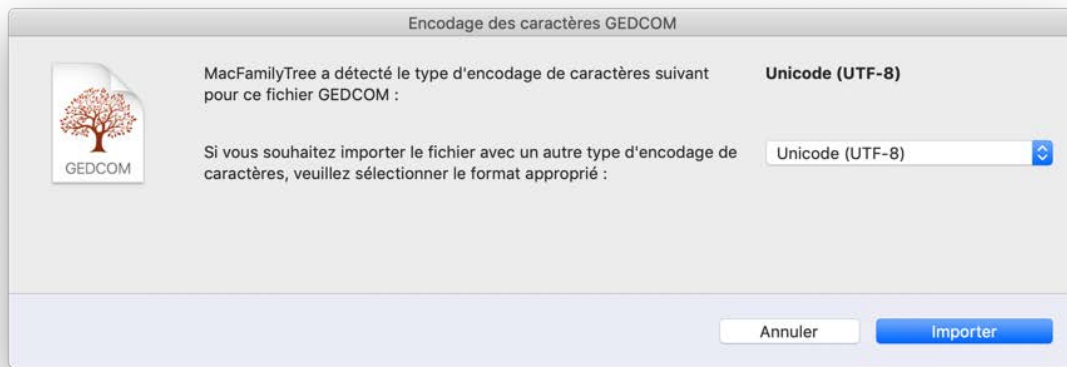 Encodage des caractères GEDCOM
MacFamilyTree a détecté le type d'encodage de caractères suivant
pour ce fichier GEDCOM :
Unicode (UTF-8)
Si vous souhaitez importer le fichier avec un autre type d'encodage de
caractères, veuillez sélectionner le format approprié :
Unicode (UTF-8)
GEDCOM
Annuler
Importer